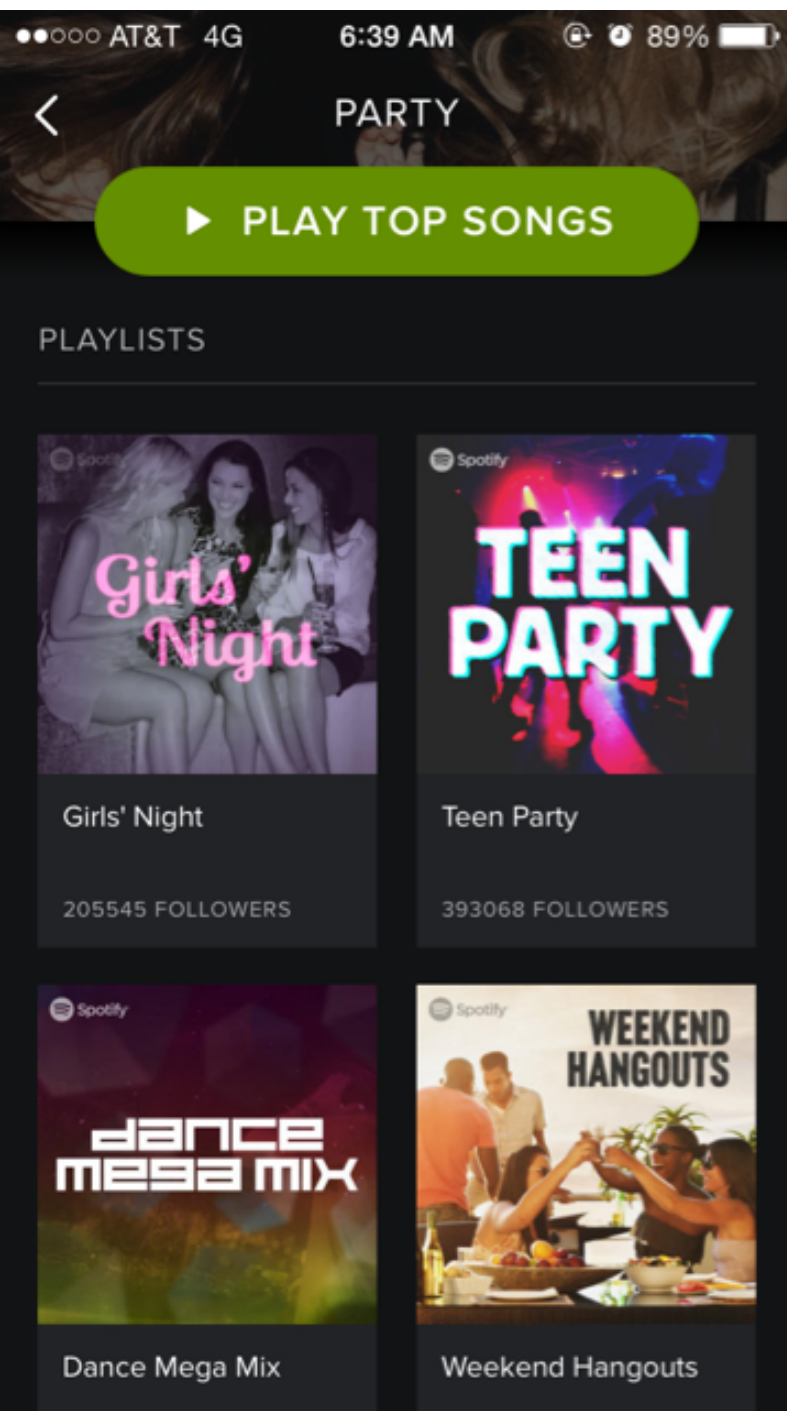 AT&T 4G 6:39 AM 89%
PARTY
PLAY TOP SONGS
PLAYLISTS
Spotify
Girls'
Night
Spotify
TEEN
PARTY
Girls' Night
Teen Party
205545 FOLLOWERS
393068 FOLLOWERS
Spotify
dance
mega mix
Spotify
WEEKEND
HANGOUTS
Dance Mega Mix
Weekend Hangouts